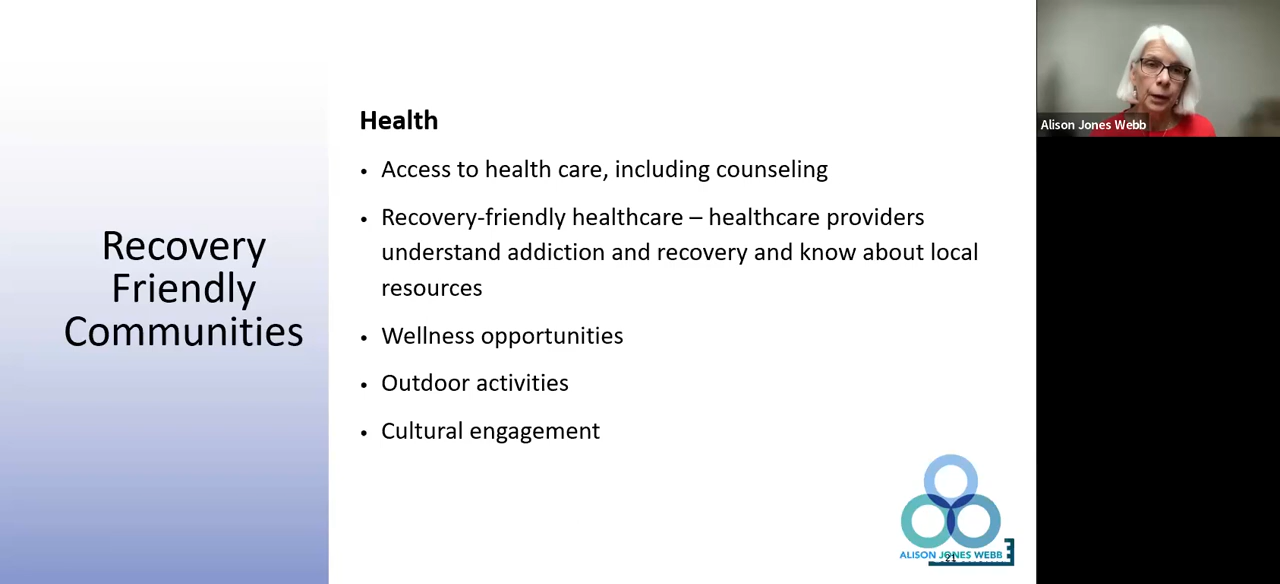 Recovery
Friendly
Communities
Health
• Access to health care, including counseling
• Recovery-friendly healthcare – healthcare providers
understand addiction and recovery and know about local
resources
• Wellness opportunities
• Outdoor activities
• Cultural engagement
ALISON JONES WEBB
21
Alison Jones Webb